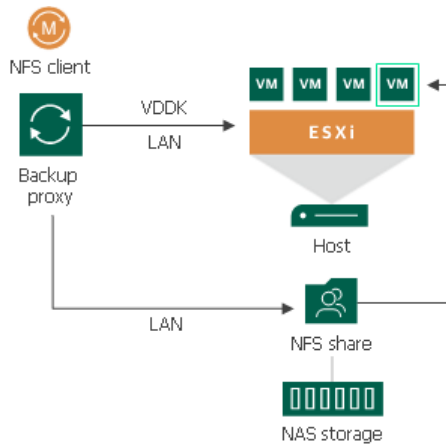 M
NFS client
VM VM VM VM
VDDK
LAN
ESXi
Backup
proxy
Host
LAN
NFS share
NAS storage